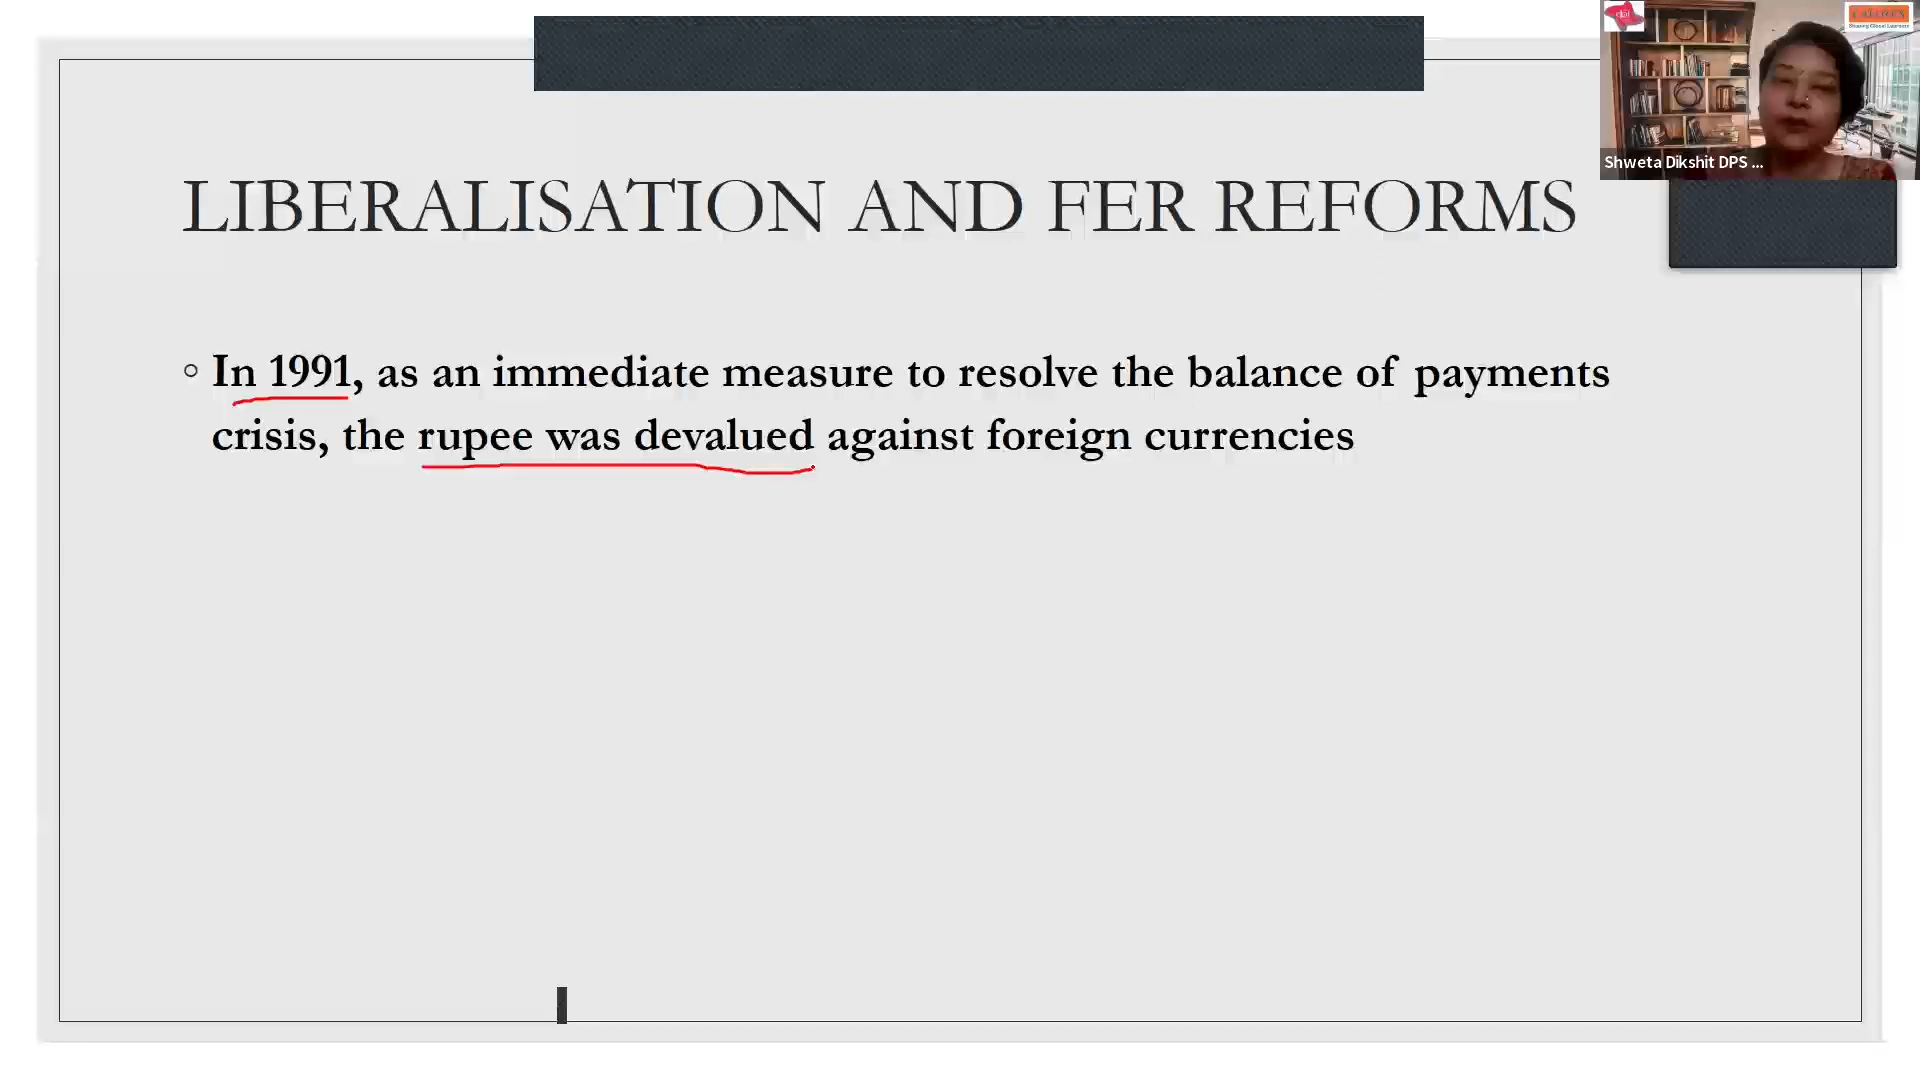 Shweta Dikshit DPS ...
LIBERALISATION AND FER REFORMS
In 1991, as an immediate measure to resolve the balance of payments
crisis, the rupee was devalued against foreign currencies